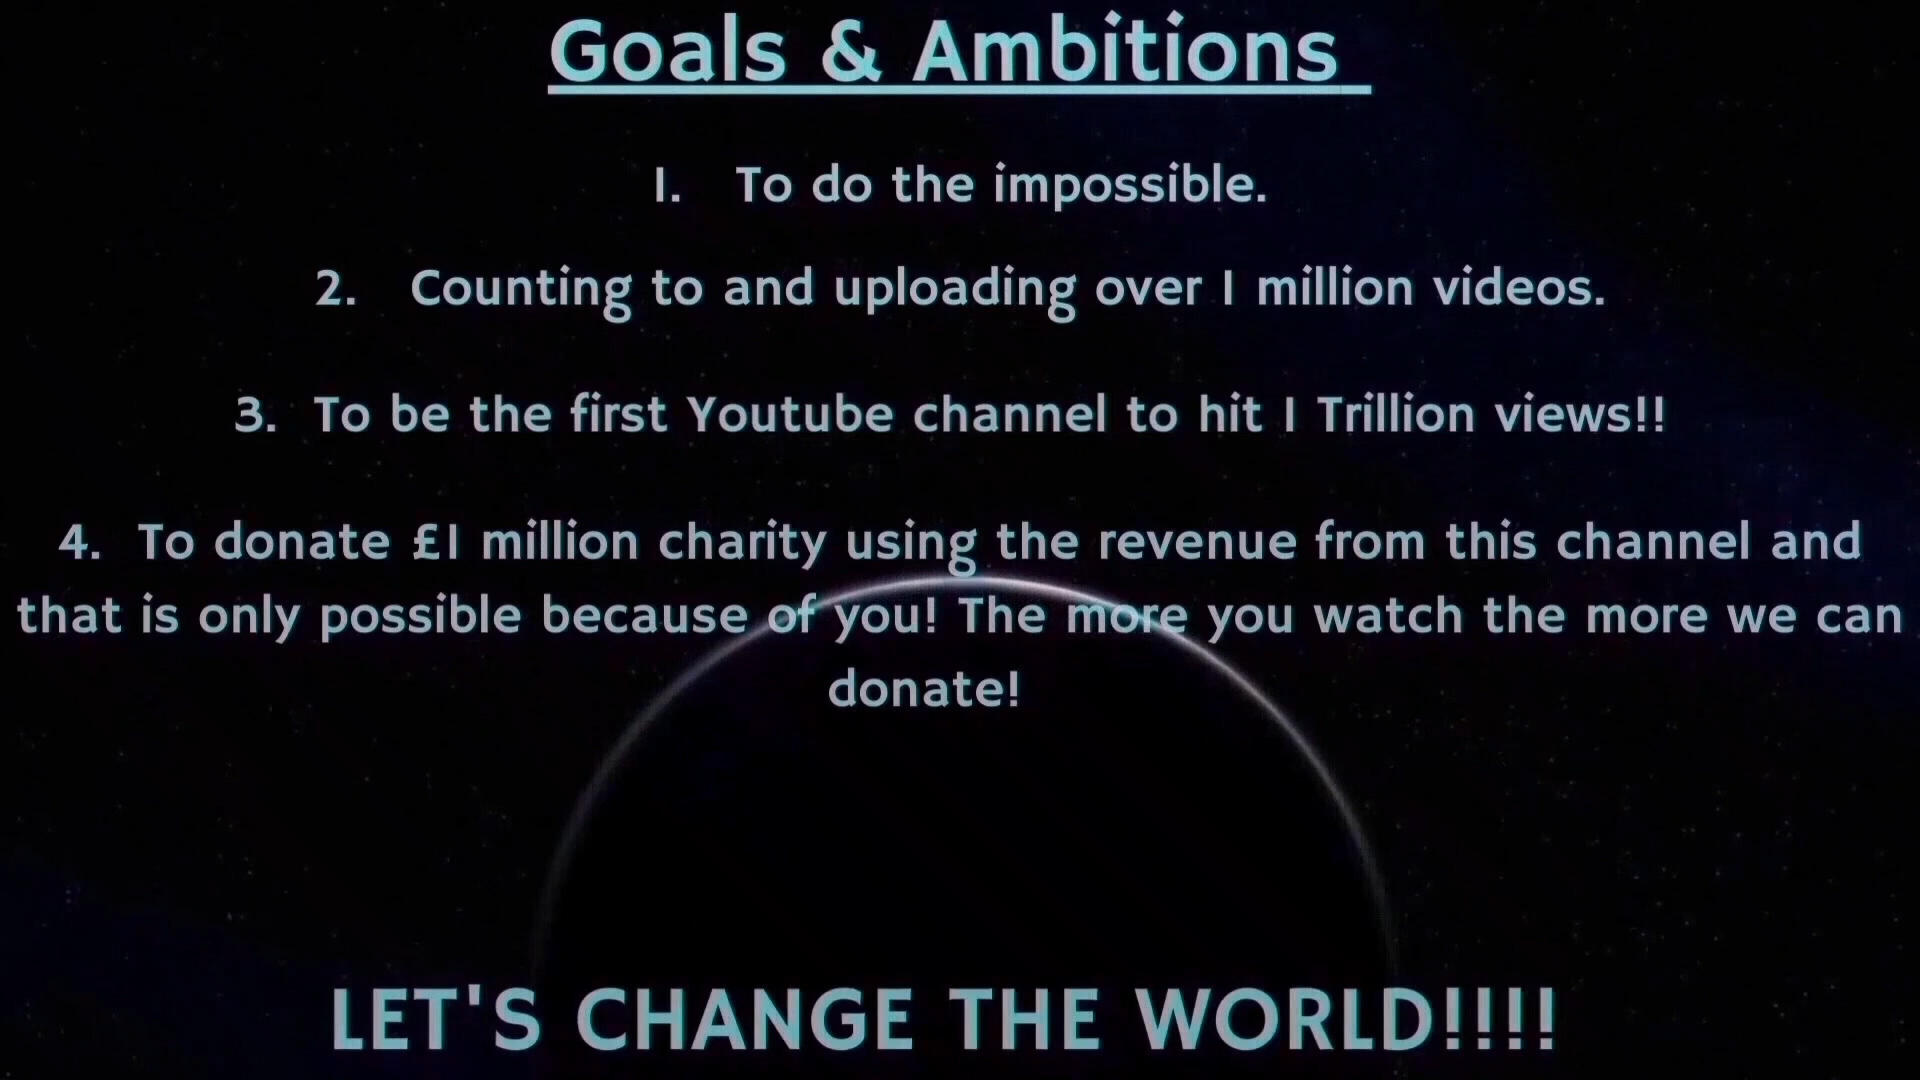 Goals & Ambitions
1. To do the impossible.
2. Counting to and uploading over 1 million videos.
3. To be the first Youtube channel to hit 1 Trillion views!!
4. To donate £1 million charity using the revenue from this channel and
that is only possible because of you! The more you watch the more we can
donate!
LET'S CHANGE THE WORLD!!!!